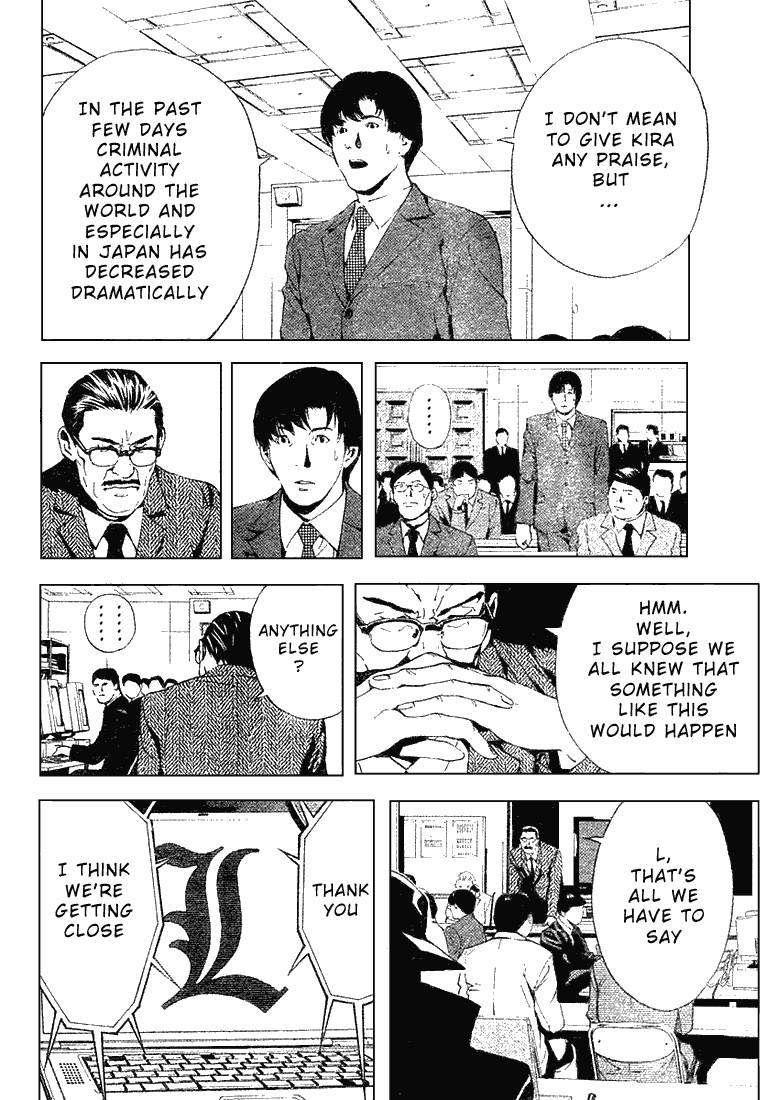 I DON'T MEAN
TO GIVE KIRA
ANY PRAISE,
BUT
...
IN THE PAST
FEW DAYS
CRIMINAL
ACTIVITY
AROUND THE
WORLD AND
ESPECIALLY
IN JAPAN HAS
DECREASED
DRAMATICALLY
....
HMM.
WELL,
I SUPPOSE WE
ALL KNEW THAT
SOMETHING
LIKE THIS
WOULD HAPPEN
ANYTHING
ELSE
?
L,
THAT'S
ALL WE
HAVE TO
SAY
THANK
YOU
L
I THINK
WE'RE
GETTING
CLOSE